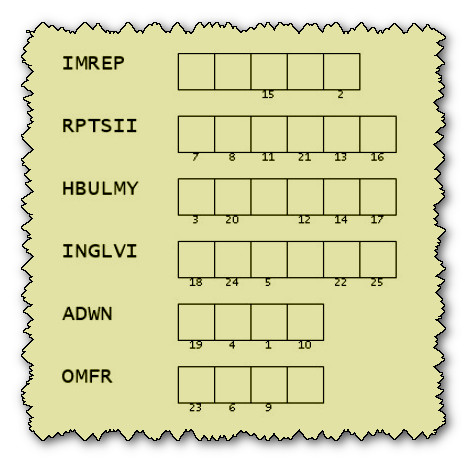 IMREP
15 2
RPTSII
7 8 11 21 13 16
HBULMY
3 20 12 14 17
INGLVI
18 24 5 22 25
ADWN
19 4 1 10
OMFR
23 6 9